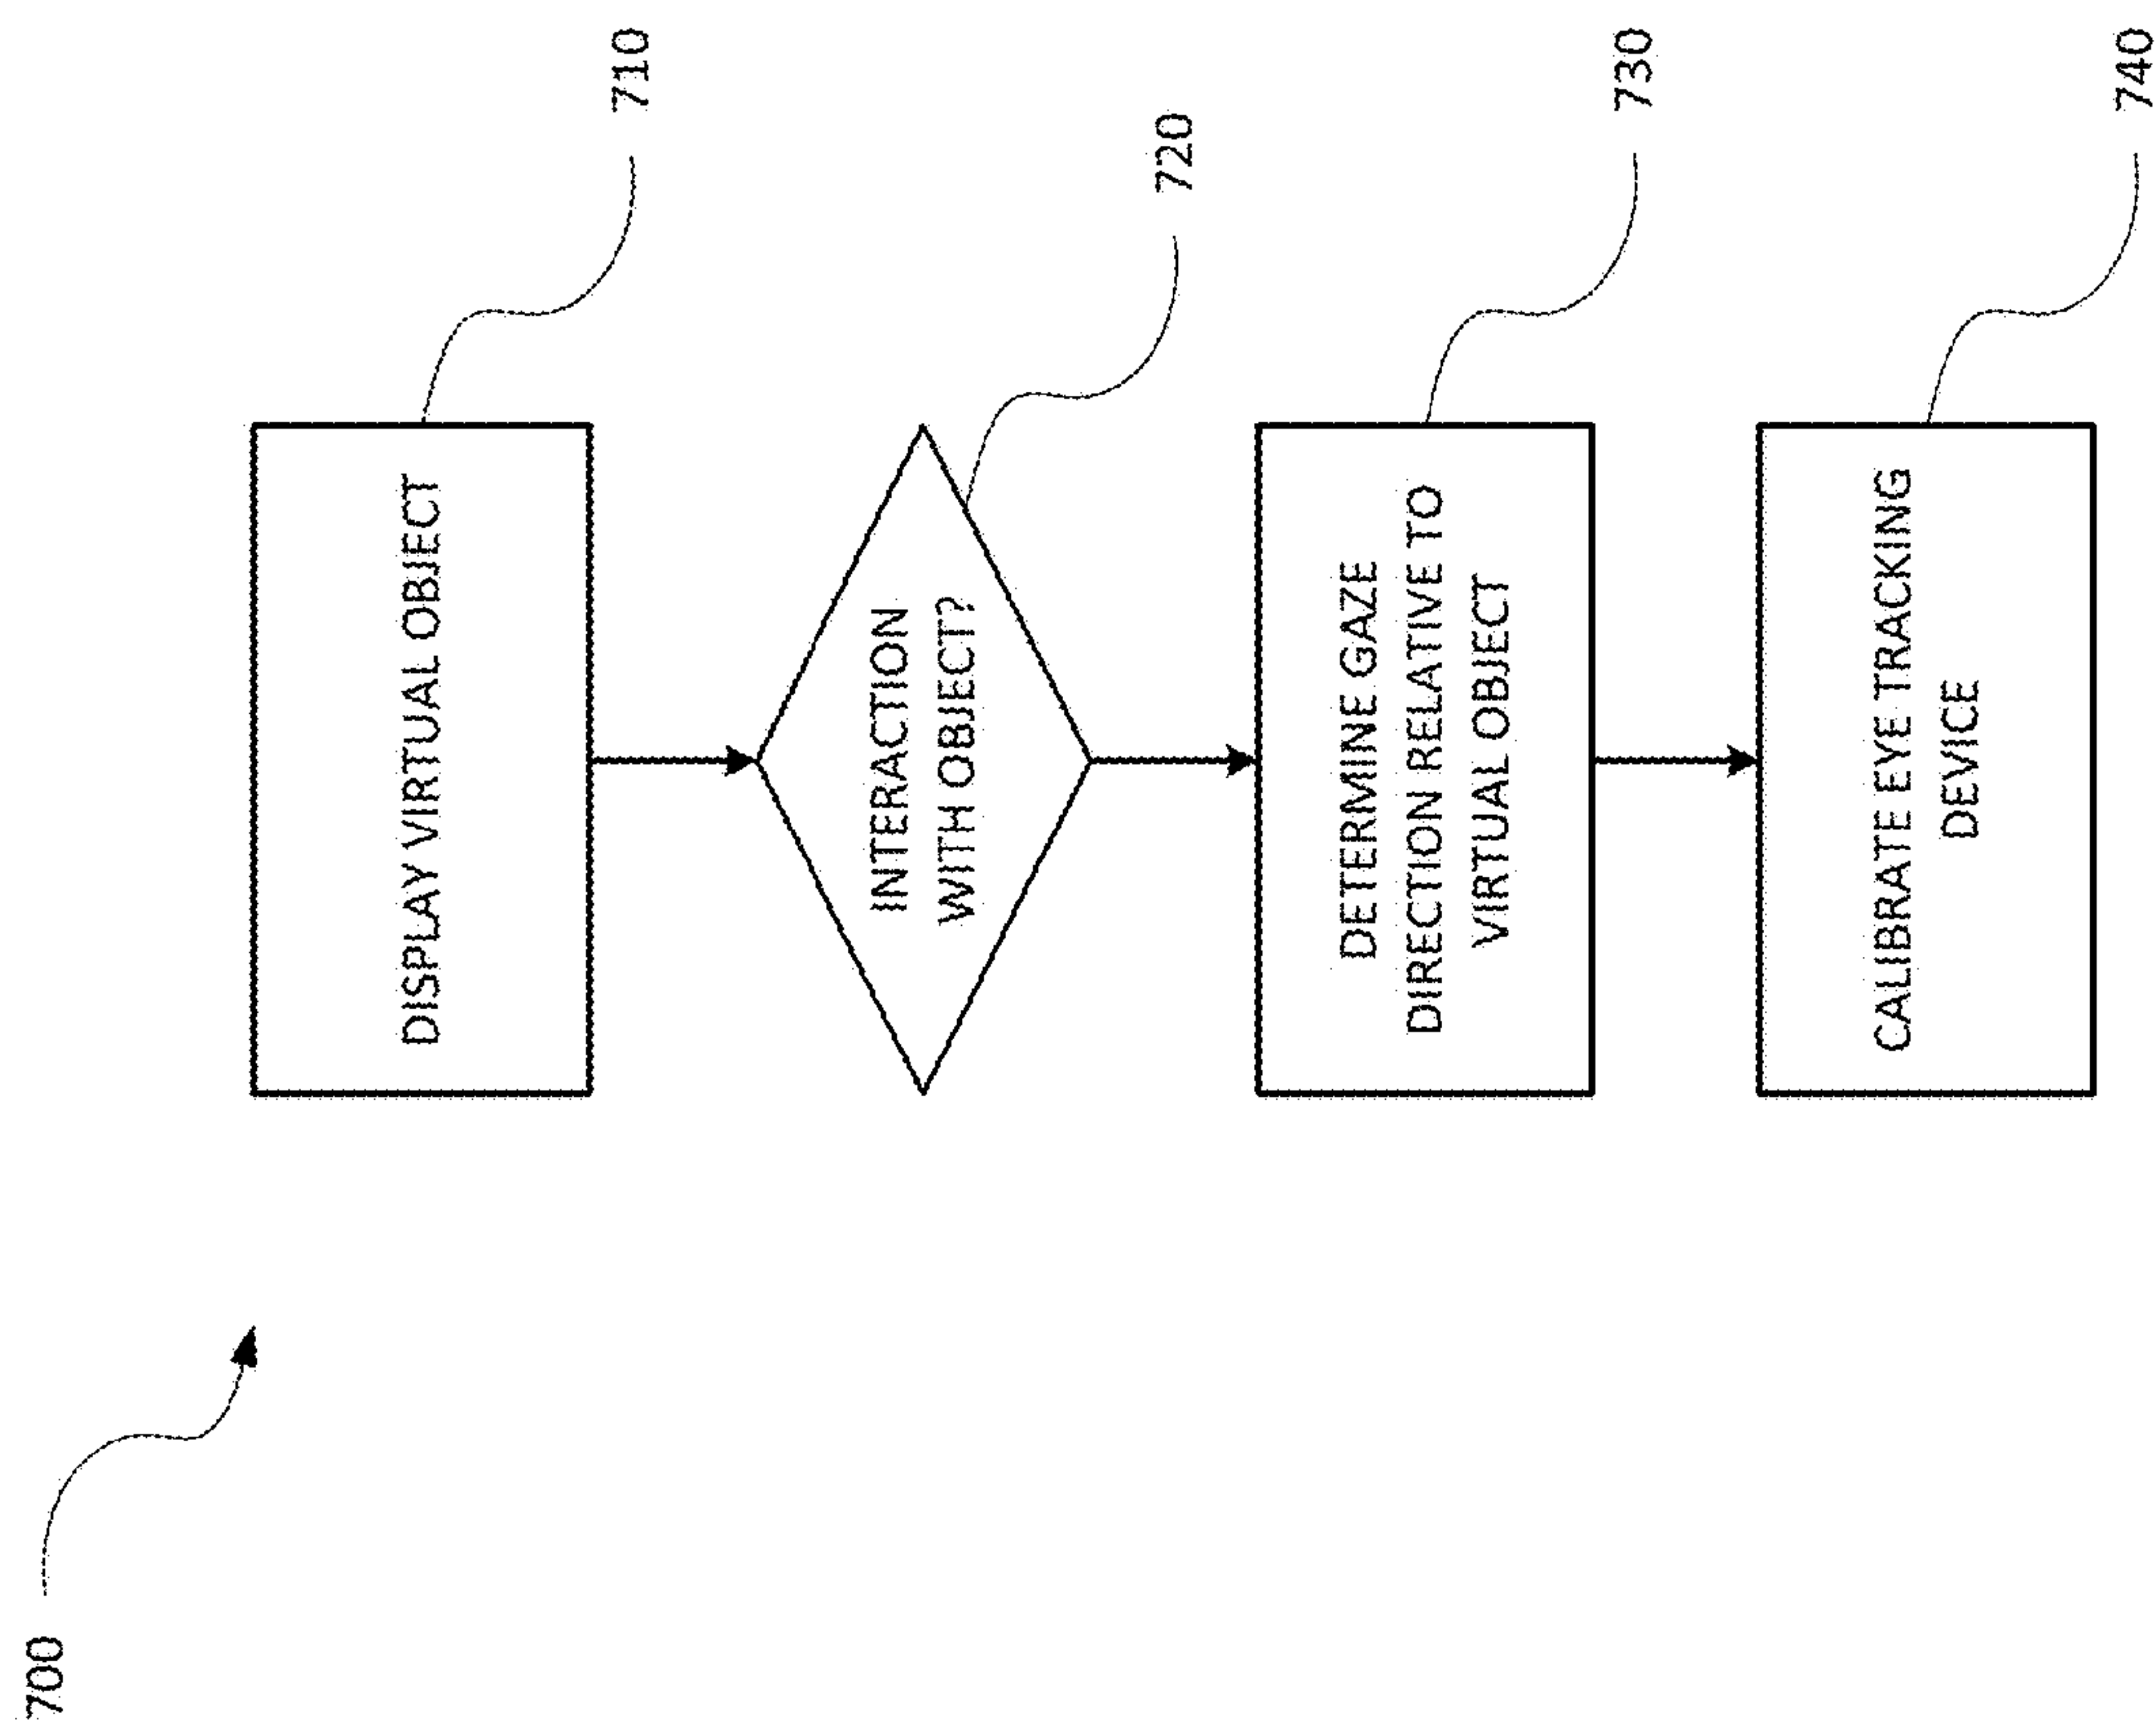 700
DISPLAY VIRTUAL OBJECT
710
INTERACTION
WITH OBJECT?
720
DETERMINE GAZE
DIRECTION RELATIVE TO
VIRTUAL OBJECT
730
CALIBRATE EYE TRACKING
DEVICE
740